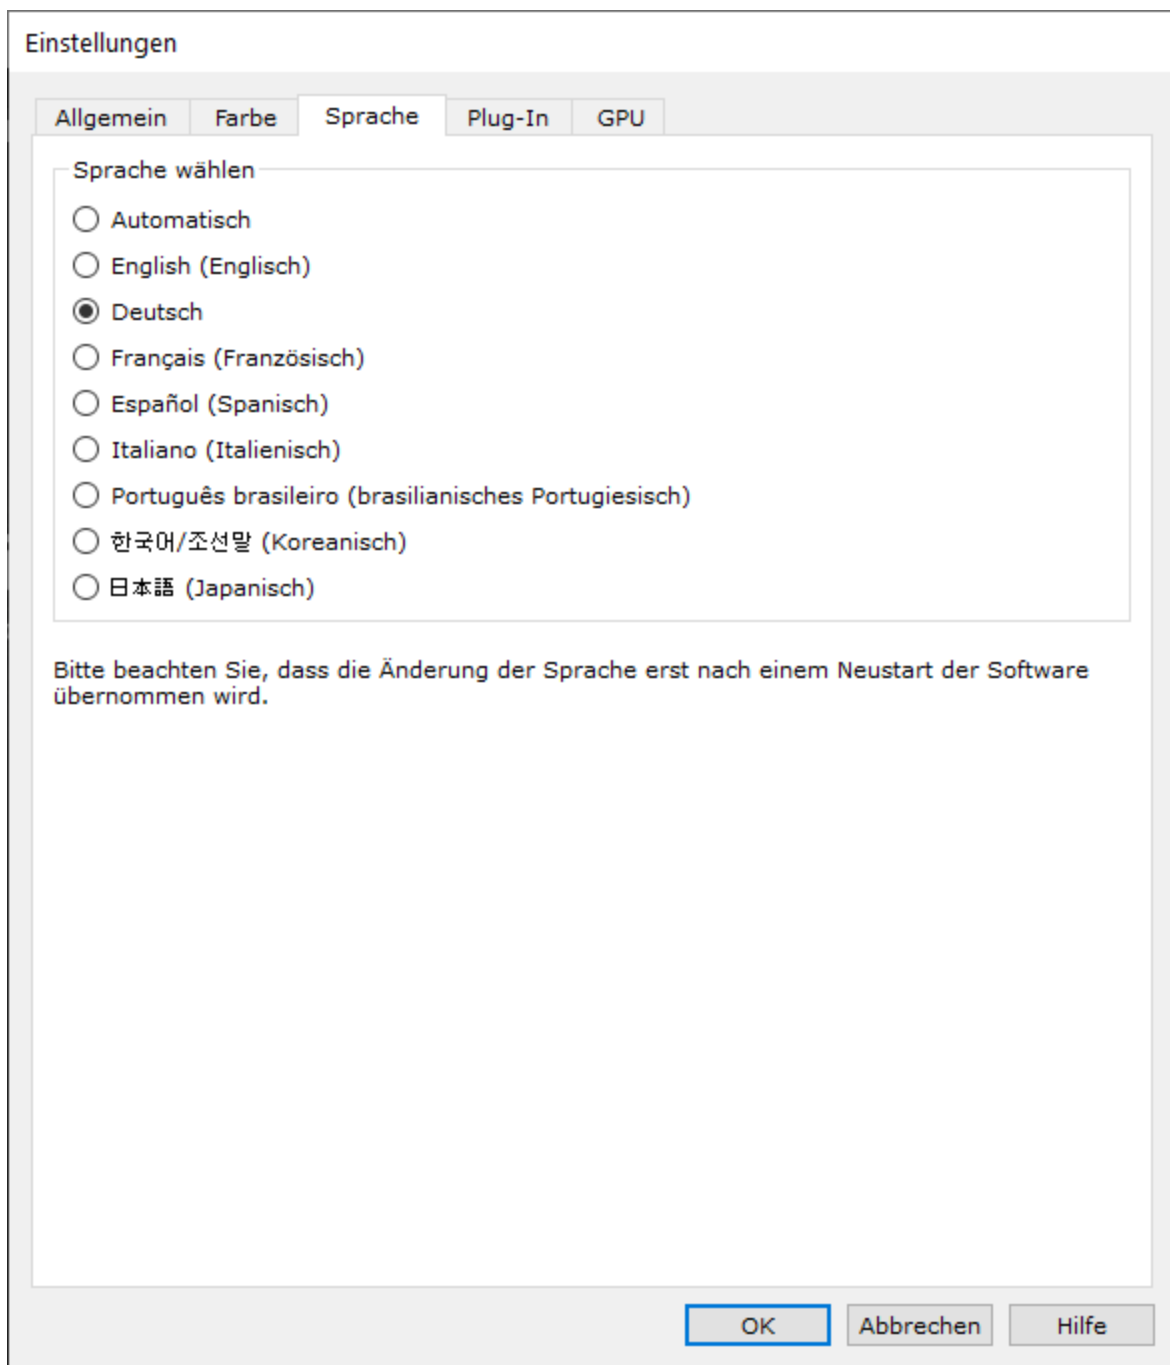 Einstellungen
Allgemein Farbe Sprache Plug-In GPU
Sprache wählen
Automatisch
English (Englisch)
Deutsch
Français (Französisch)
Español (Spanisch)
Italiano (Italienisch)
Português brasileiro (brasilianisches Portugiesisch)
한국어/조선말 (Koreanisch)
日本語 (Japanisch)
Bitte beachten Sie, dass die Änderung der Sprache erst nach einem Neustart der Software
übernommen wird.
OK Abbrechen Hilfe